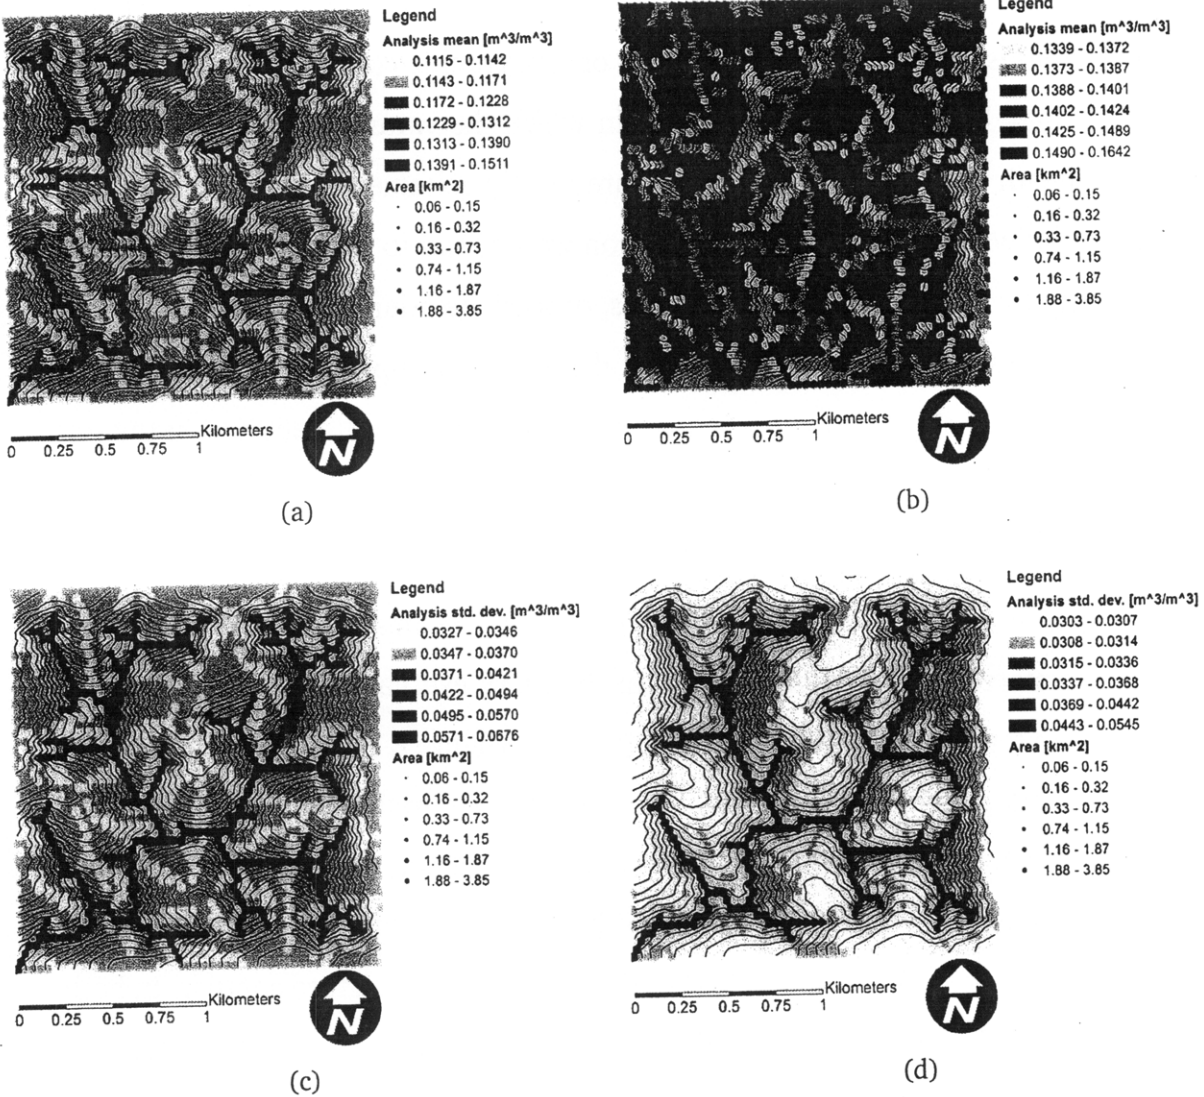 Legend
Analysis mean [m^3/m^3]
0.1115 - 0.1142
0.1143 - 0.1171
0.1172 - 0.1228
0.1229 - 0.1312
0.1313 - 0.1390
0.1391 - 0.1511
Area [km^2]
0.06 - 0.15
0.16 - 0.32
0.33 - 0.73
0.74 - 1.15
1.16 - 1.87
1.88 - 3.85
Kilometers
0 0.25 0.5 0.75 1
N
(a)
Legend
Analysis mean [m^3/m^3]
0.1339 - 0.1372
0.1373 - 0.1387
0.1388 - 0.1401
0.1402 - 0.1424
0.1425 - 0.1489
0.1490 - 0.1642
Area [km^2]
0.06 - 0.15
0.16 - 0.32
0.33 - 0.73
0.74 - 1.15
1.16 - 1.87
1.88 - 3.85
Kilometers
0 0.25 0.5 0.75 1
N
(b)
Legend
Analysis std. dev. [m^3/m^3]
0.0327 - 0.0346
0.0347 - 0.0370
0.0371 - 0.0421
0.0422 - 0.0494
0.0495 - 0.0570
0.0571 - 0.0676
Area [km^2]
0.06 - 0.15
0.16 - 0.32
0.33 - 0.73
0.74 - 1.15
1.16 - 1.87
1.88 - 3.85
Kilometers
0 0.25 0.5 0.75 1
N
(c)
Legend
Analysis std. dev. [m^3/m^3]
0.0303 - 0.0307
0.0308 - 0.0314
0.0315 - 0.0336
0.0337 - 0.0368
0.0369 - 0.0442
0.0443 - 0.0545
Area [km^2]
0.06 - 0.15
0.16 - 0.32
0.33 - 0.73
0.74 - 1.15
1.16 - 1.87
1.88 - 3.85
Kilometers
0 0.25 0.5 0.75 1
N
(d)